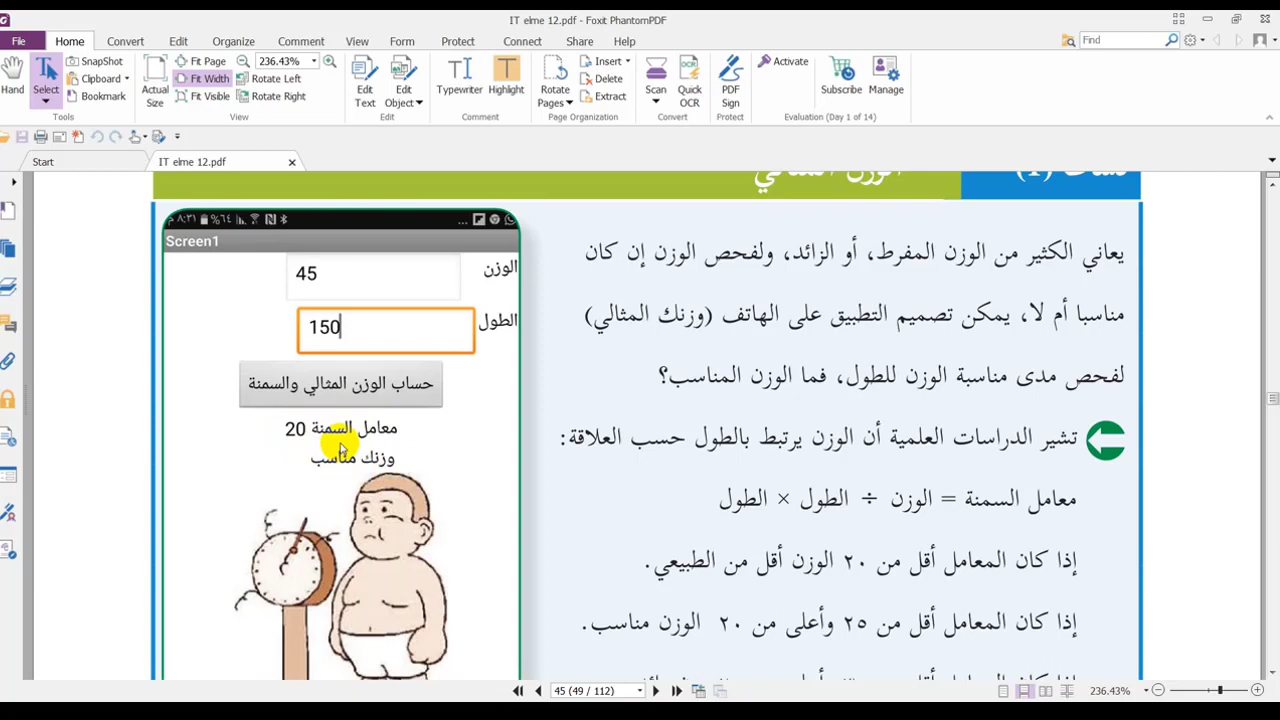 IT elme 12.pdf - Foxit PhantomPDF
File Home Convert Edit Organize Comment View Form Protect Connect Share Help Find
SnapShot Fit Page 236.43% Insert Activate
Hand Select Clipboard Actual Size Fit Width Rotate Left Edit Text Edit Object Typewriter Highlight Rotate Pages Delete Scan Quick OCR PDF Sign Subscribe Manage
Bookmark Fit Visible Rotate Right Extract
Tools View Edit Comment Page Organization Convert Protect Evaluation (Day 1 of 14)
Start IT elme 12.pdf
٨:٣١ م ٦٤%
Screen1
الوزن 45
الطول 150
حساب الوزن المثالي والسمنة
معامل السمنة 20
وزنك مناسب
يعاني الكثير من الوزن المفرط، أو الزائد، ولفحص الوزن إن كان
مناسبا أم لا، يمكن تصميم التطبيق على الهاتف (وزنك المثالي)
لفحص مدى مناسبة الوزن للطول، فما الوزن المناسب؟
تشير الدراسات العلمية أن الوزن يرتبط بالطول حسب العلاقة:
معامل السمنة = الوزن ÷ الطول × الطول
إذا كان المعامل أقل من ٢٠ الوزن أقل من الطبيعي.
إذا كان المعامل أقل من ٢٥ وأعلى من ٢٠ الوزن مناسب.
45 (49 / 112) 236.43%